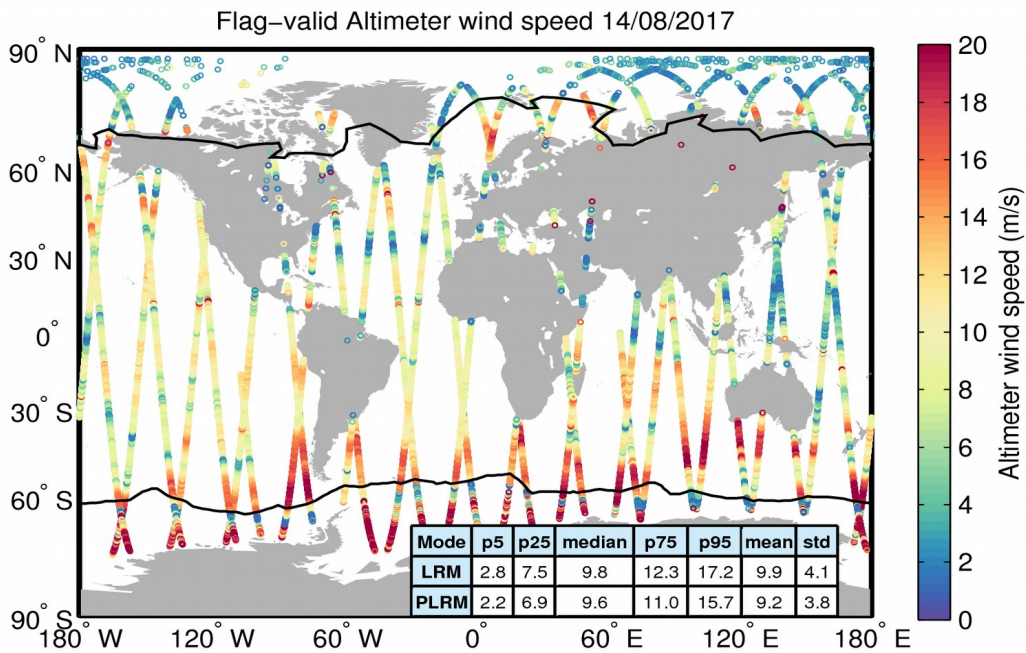 Flag−valid Altimeter wind speed 14/08/2017
90° N
60° N
30° N
0°
30° S
60° S
90° S
180° W
120° W
60° W
0°
60° E
120° E
180° E
Mode p5 p25 median p75 p95 mean std
LRM 2.8 7.5 9.8 12.3 17.2 9.9 4.1
PLRM 2.2 6.9 9.6 11.0 15.7 9.2 3.8
20
18
16
14
12
10
8
6
4
2
0
Altimeter wind speed (m/s)